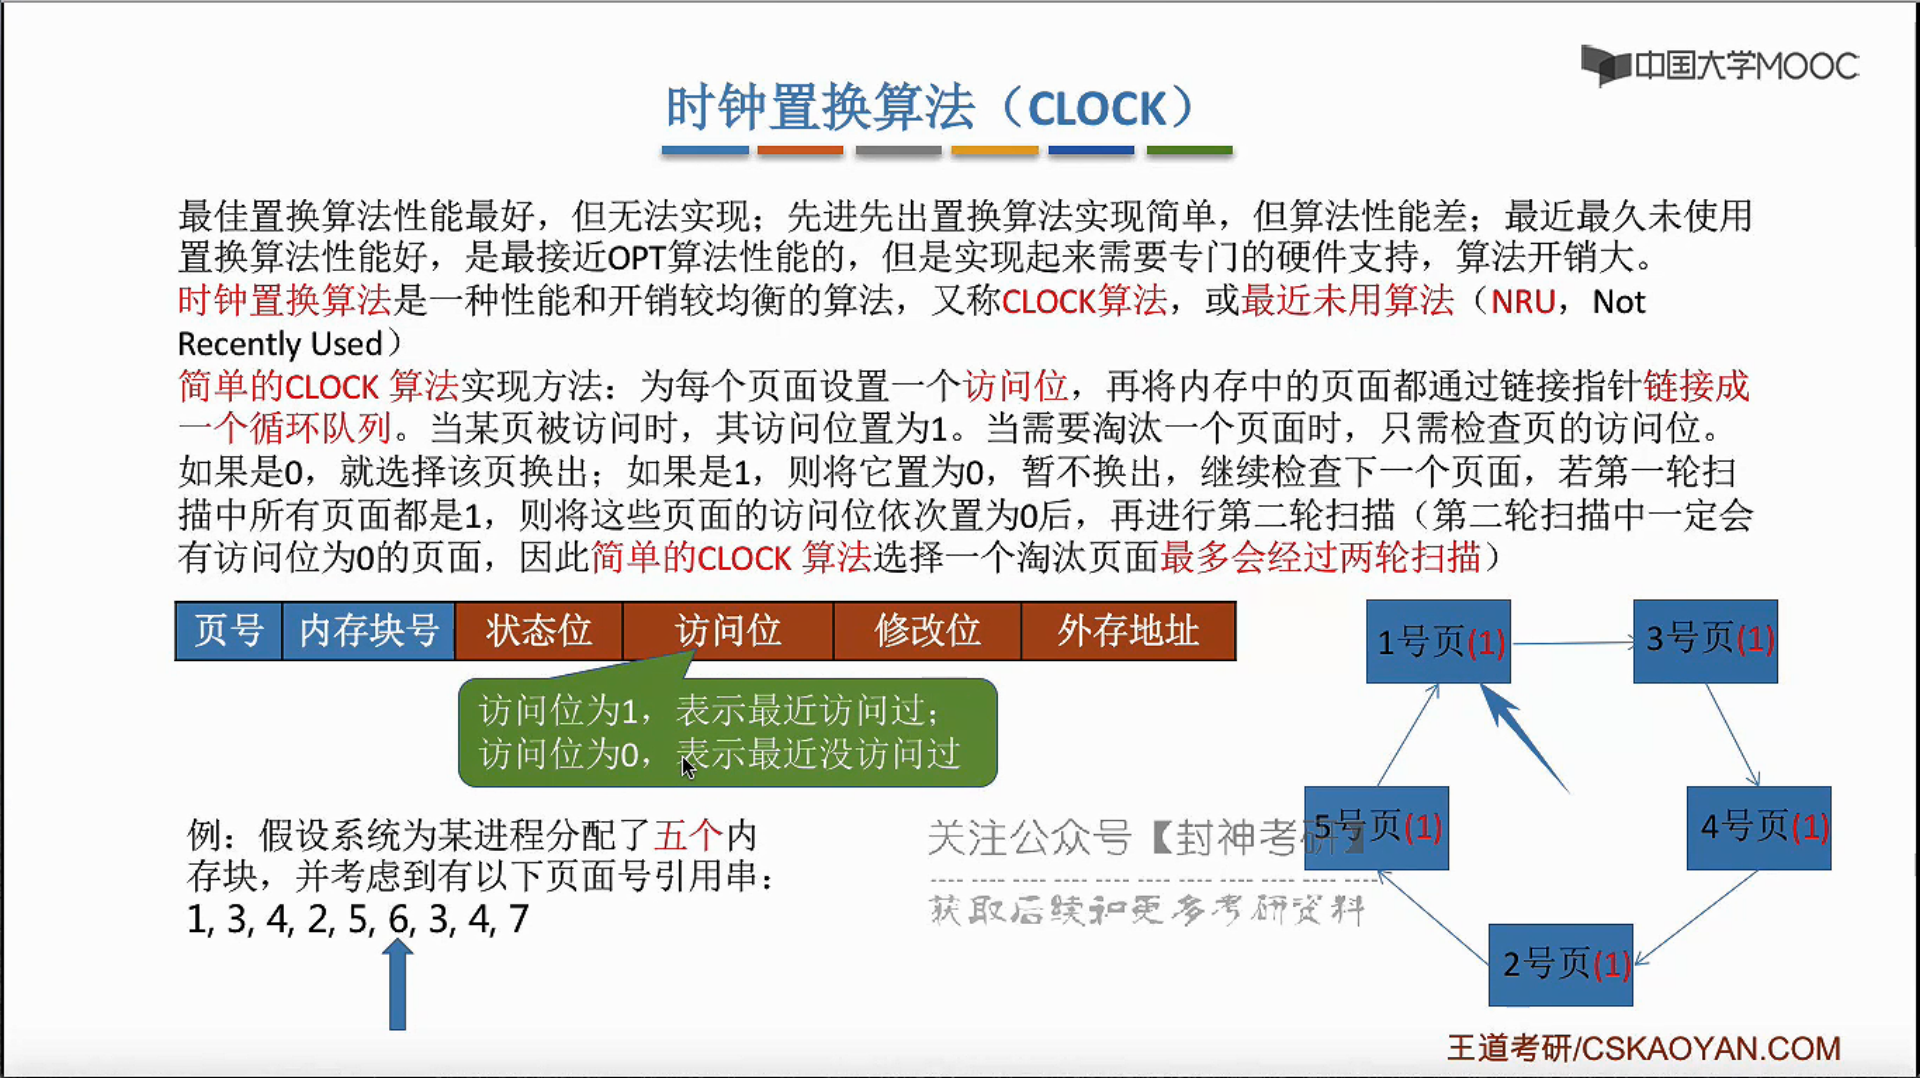 中国大学MOOC
时钟置换算法（CLOCK）
最佳置换算法性能最好，但无法实现；先进先出置换算法实现简单，但算法性能差；最近最久未使用
置换算法性能好，是最接近OPT算法性能的，但是实现起来需要专门的硬件支持，算法开销大。
时钟置换算法是一种性能和开销较均衡的算法，又称CLOCK算法，或最近未用算法（NRU，Not
Recently Used）
简单的CLOCK 算法实现方法：为每个页面设置一个访问位，再将内存中的页面都通过链接指针链接成
一个循环队列。当某页被访问时，其访问位置为1。当需要淘汰一个页面时，只需检查页的访问位。
如果是0，就选择该页换出；如果是1，则将它置为0，暂不换出，继续检查下一个页面，若第一轮扫
描中所有页面都是1，则将这些页面的访问位依次置为0后，再进行第二轮扫描（第二轮扫描中一定会
有访问位为0的页面，因此简单的CLOCK 算法选择一个淘汰页面最多会经过两轮扫描）
页号 内存块号 状态位 访问位 修改位 外存地址
访问位为1，表示最近访问过；
访问位为0，表示最近没访问过
例：假设系统为某进程分配了五个内
存块，并考虑到有以下页面号引用串：
1, 3, 4, 2, 5, 6, 3, 4, 7
1号页(1)
3号页(1)
5号页(1)
4号页(1)
2号页(1)
关注公众号【封神考研】
获取后续和更多考研资料
王道考研/CSKAOYAN.COM